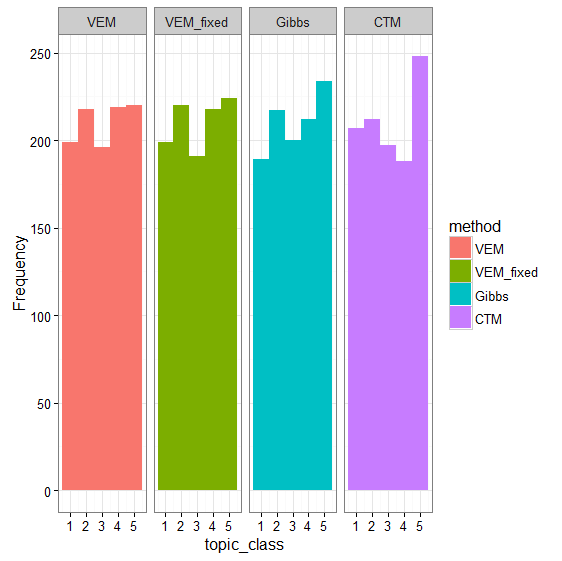 VEM VEM_fixed Gibbs CTM
250
200
150
100
50
0
Frequency
1 2 3 4 5 1 2 3 4 5 1 2 3 4 5 1 2 3 4 5
topic_class
method
VEM
VEM_fixed
Gibbs
CTM